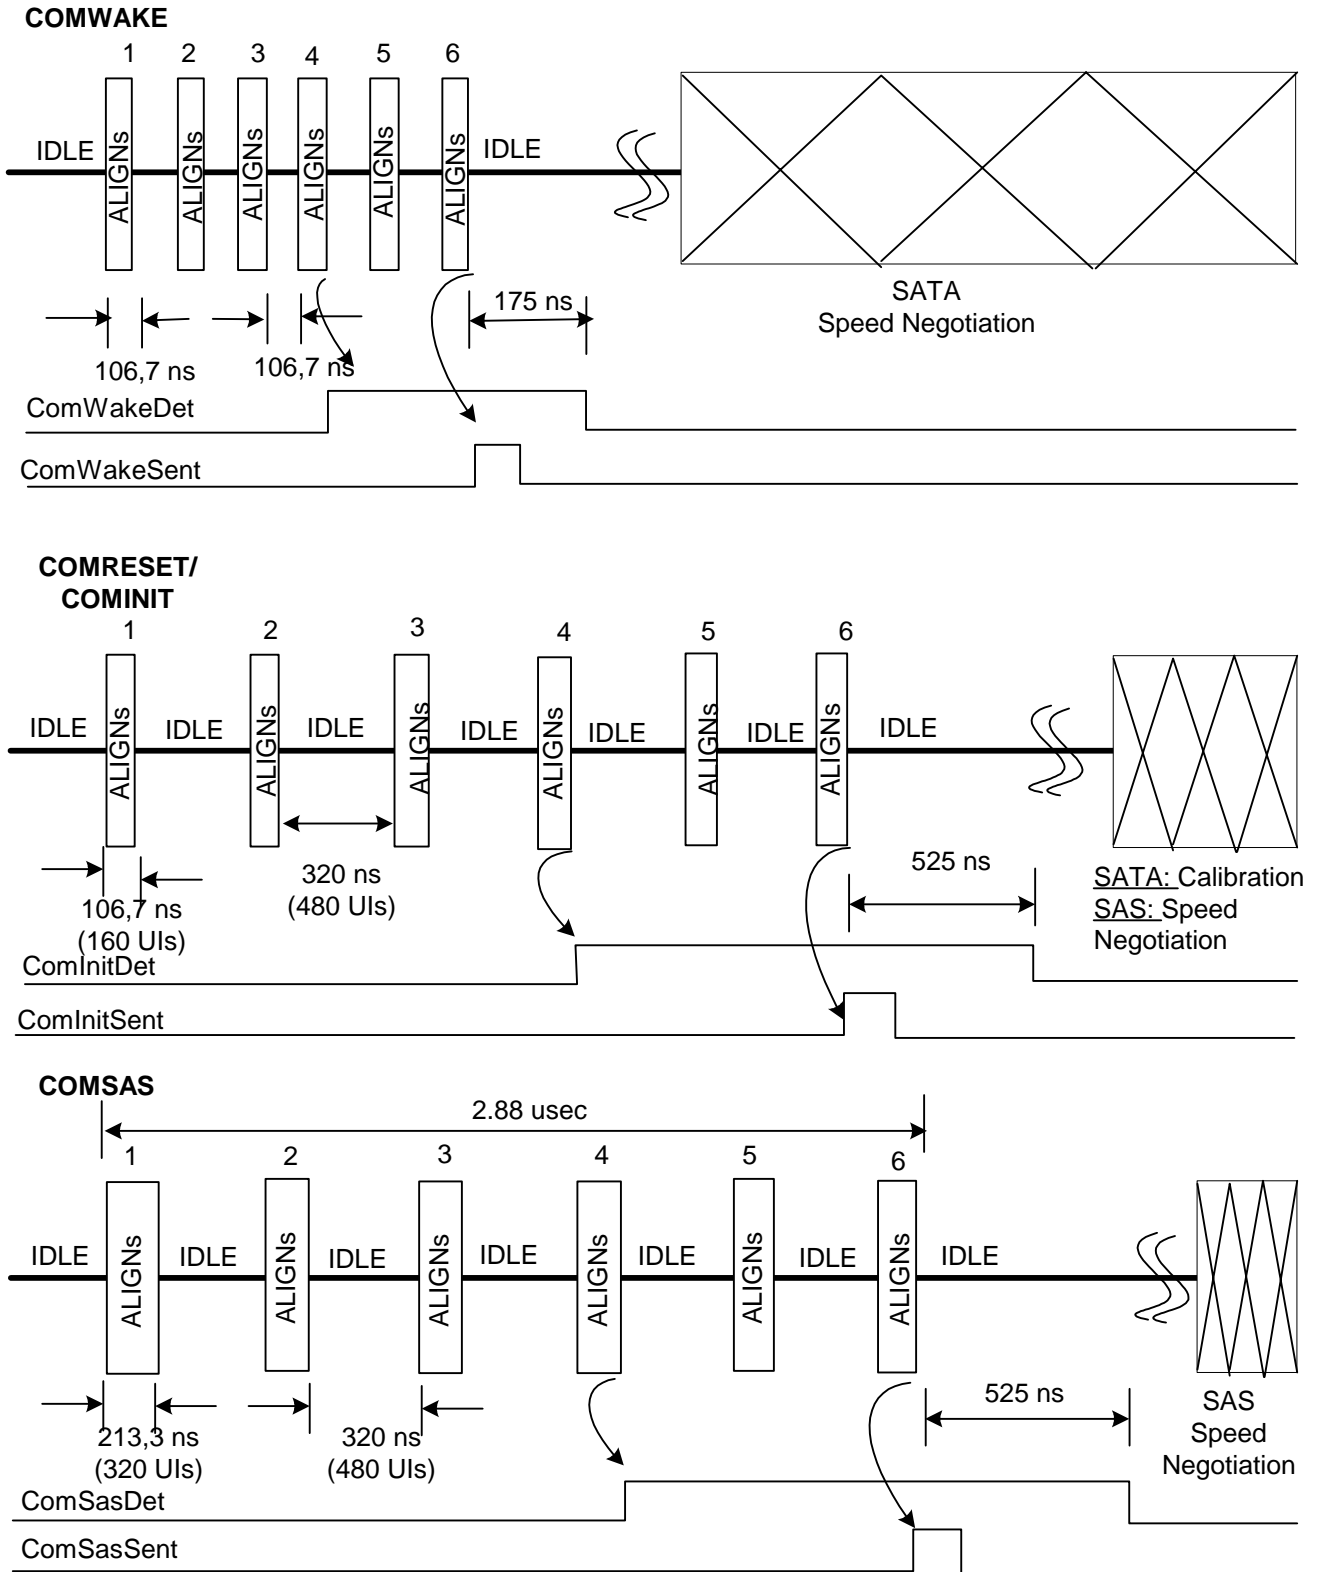 COMWAKE
1 2 3 4 5 6
IDLE ALIGNs ALIGNs ALIGNs ALIGNs ALIGNs ALIGNs IDLE
175 ns
SATA
Speed Negotiation
106,7 ns 106,7 ns
ComWakeDet
ComWakeSent
COMRESET/
COMINIT
1 2 3 4 5 6
IDLE ALIGNs IDLE ALIGNs IDLE ALIGNs IDLE ALIGNs IDLE ALIGNs IDLE ALIGNs IDLE
320 ns
(480 UIs)
525 ns
SATA: Calibration
SAS: Speed
Negotiation
106,7 ns
(160 UIs)
ComInitDet
ComInitSent
COMSAS
2.88 usec
1 2 3 4 5 6
IDLE ALIGNs IDLE ALIGNs IDLE ALIGNs IDLE ALIGNs IDLE ALIGNs IDLE ALIGNs IDLE
525 ns
SAS
Speed
Negotiation
213,3 ns
(320 UIs)
320 ns
(480 UIs)
ComSasDet
ComSasSent